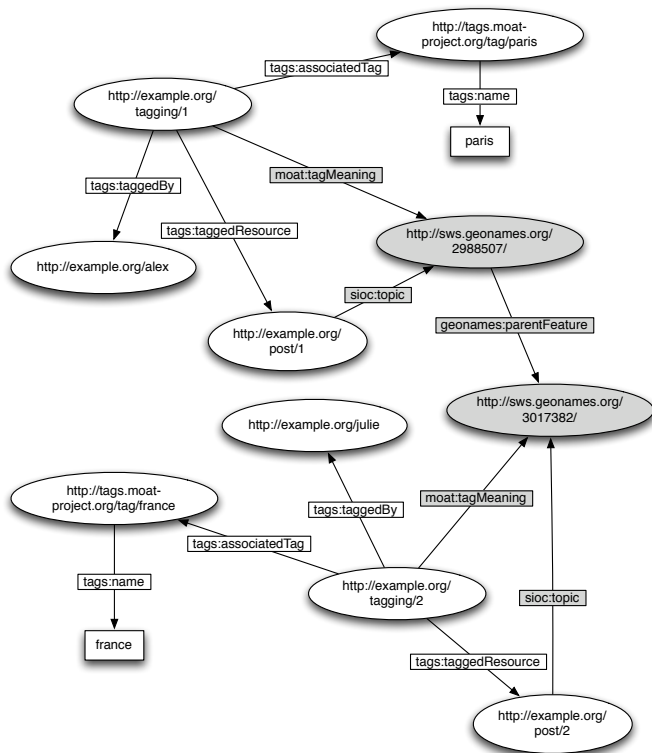 http://tags.moat-
project.org/tag/paris
tags:associatedTag
http://example.org/
tagging/1
tags:name
paris
moat:tagMeaning
tags:taggedBy
tags:taggedResource
http://sws.geonames.org/
2988507/
http://example.org/alex
sioc:topic
http://example.org/
post/1
geonames:parentFeature
http://sws.geonames.org/
3017382/
http://example.org/julie
http://tags.moat-
project.org/tag/france
moat:tagMeaning
tags:taggedBy
tags:associatedTag
tags:name
http://example.org/
tagging/2
sioc:topic
france
tags:taggedResource
http://example.org/
post/2